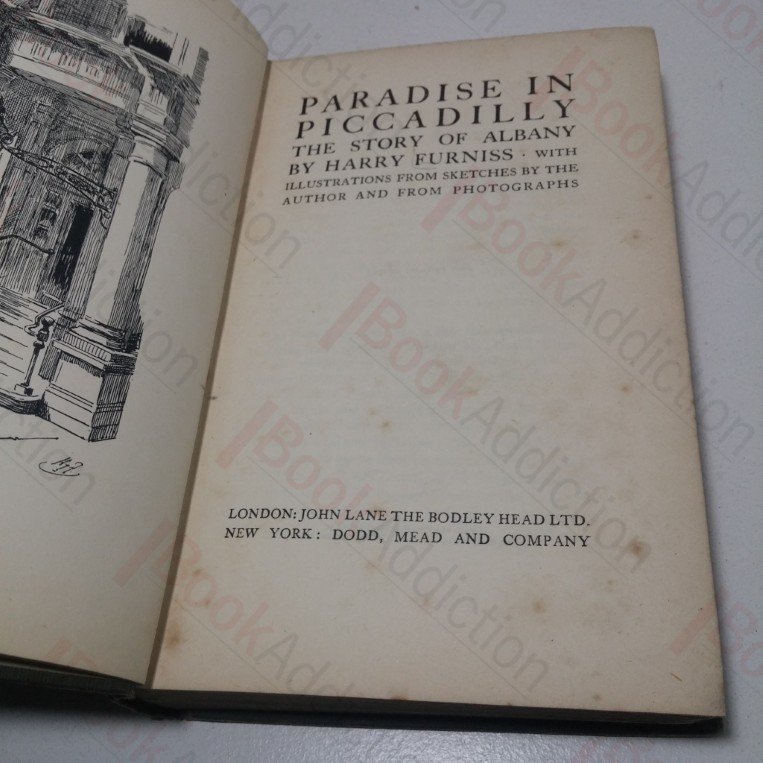 PARADISE IN
PICCADILLY
THE STORY OF ALBANY
BY HARRY FURNISS · WITH
ILLUSTRATIONS FROM SKETCHES BY THE
AUTHOR AND FROM PHOTOGRAPHS
LONDON: JOHN LANE THE BODLEY HEAD LTD.
NEW YORK: DODD, MEAD AND COMPANY
BookAddiction